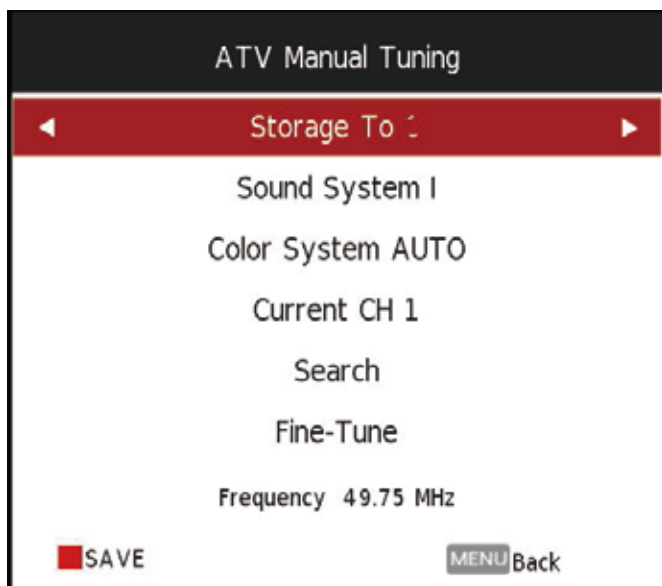 ATV Manual Tuning
Storage To
Sound System I
Color System AUTO
Current CH 1
Search
Fine-Tune
Frequency 49.75 MHz
SAVE MENU Back